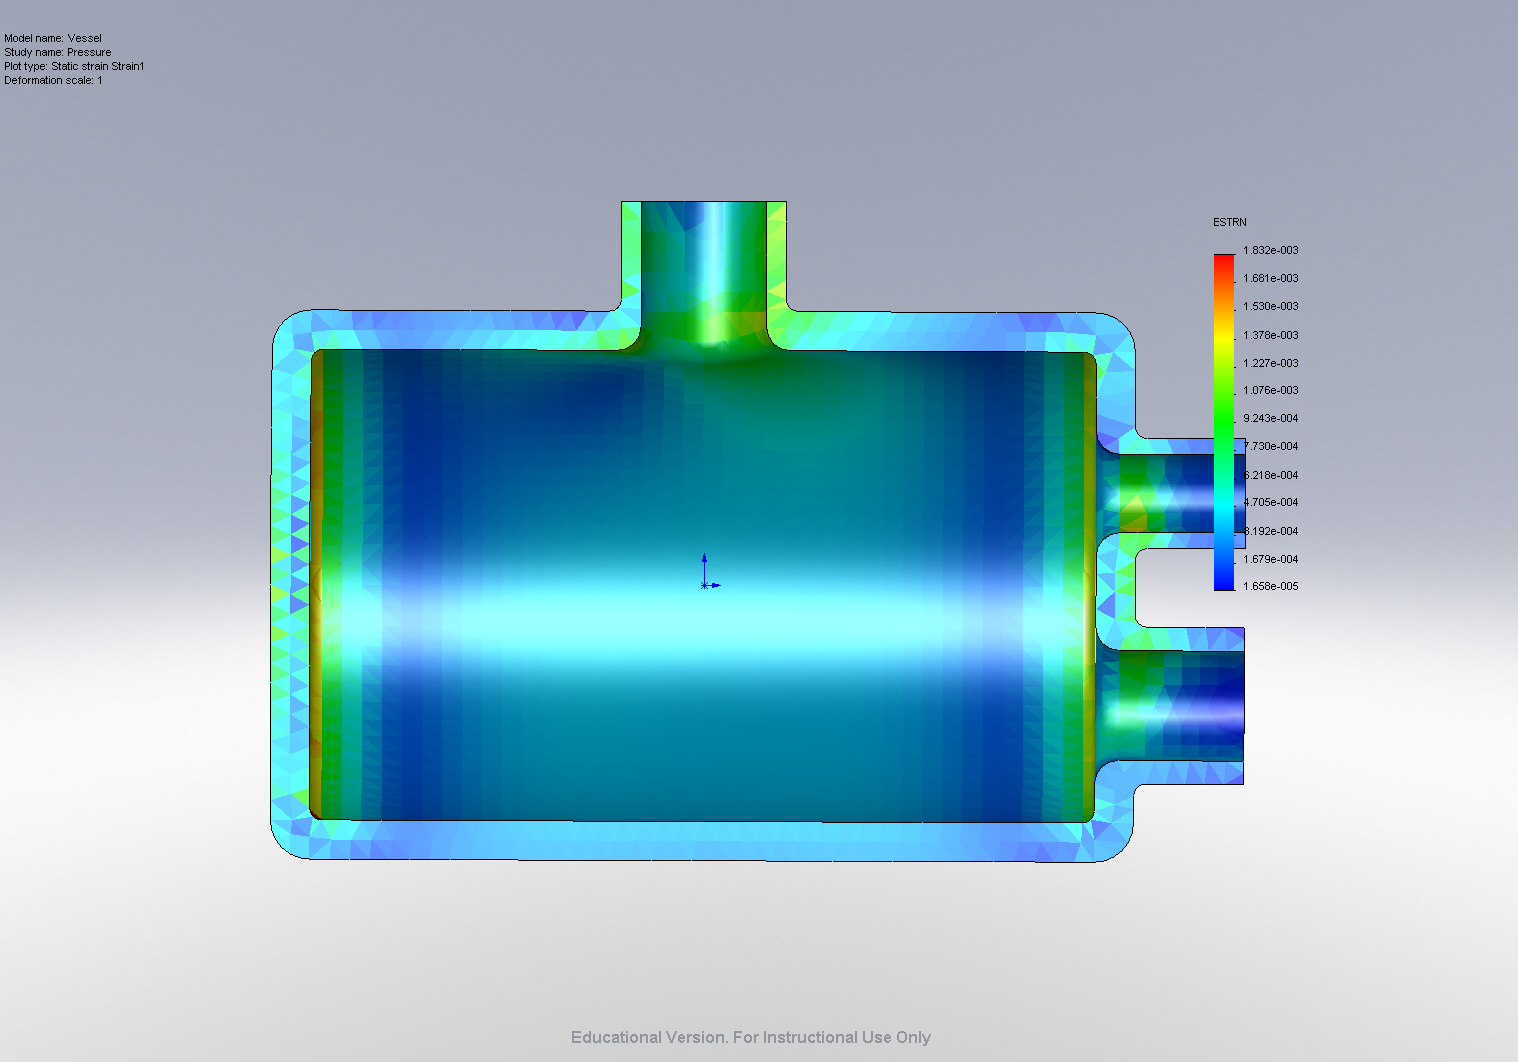 Model name: Vessel
Study name: Pressure
Plot type: Static strain Strain1
Deformation scale: 1
ESTRN
1.832e-003
1.681e-003
1.530e-003
1.378e-003
1.227e-003
1.076e-003
9.243e-004
7.730e-004
6.218e-004
4.705e-004
3.192e-004
1.679e-004
1.658e-005
Educational Version. For Instructional Use Only